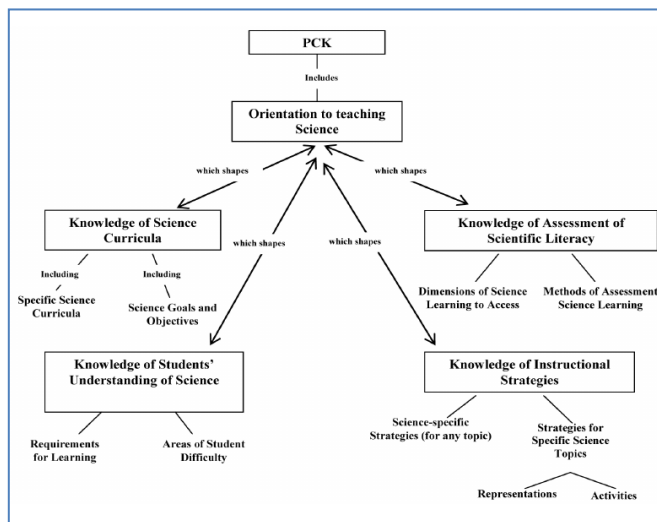 PCK
Includes
Orientation to teaching
Science
which shapes
which shapes
Knowledge of Science
Curricula
Knowledge of Assessment of
Scientific Literacy
which shapes
which shapes
Including
Including
Specific Science
Curricula
Science Goals and
Objectives
Dimensions of Science
Learning to Access
Methods of Assessment
Science Learning
Knowledge of Students'
Understanding of Science
Knowledge of Instructional
Strategies
Requirements
for Learning
Areas of Student
Difficulty
Science-specific
Strategies (for any topic)
Strategies for
Specific Science
Topics
Representations
Activities